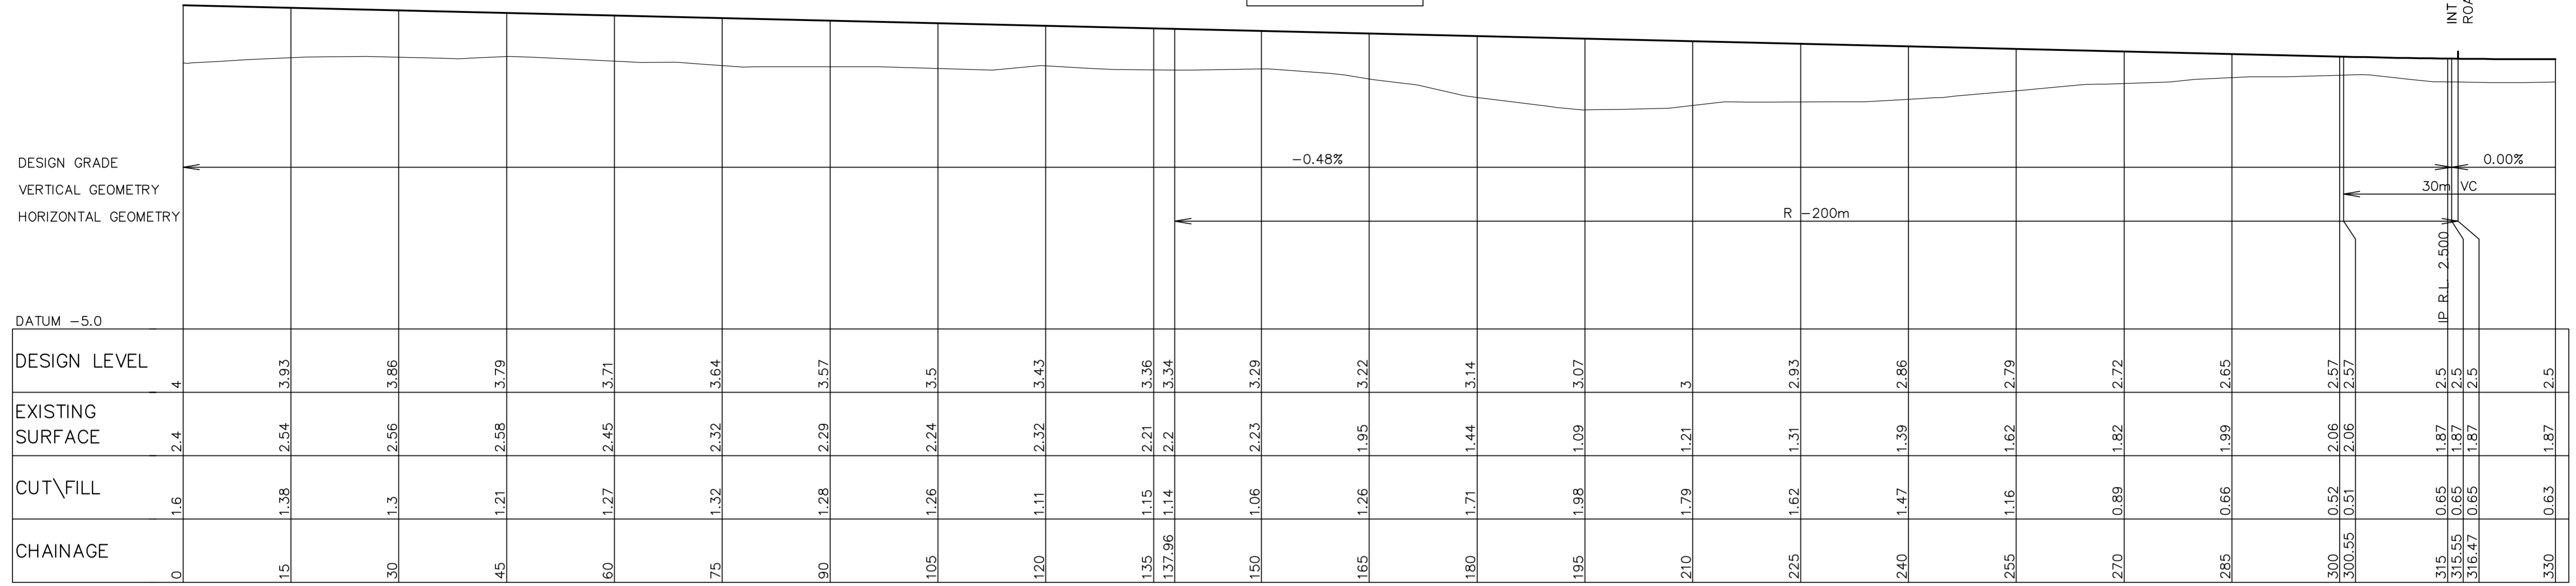 INT
ROA
DESIGN GRADE
-0.48%
0.00%
VERTICAL GEOMETRY
30m VC
HORIZONTAL GEOMETRY
R -200m
IP R.L. 2.500
DATUM -5.0
DESIGN LEVEL 4 3.93 3.86 3.79 3.71 3.64 3.57 3.5 3.43 3.36 3.34 3.29 3.22 3.14 3.07 3 2.93 2.86 2.79 2.72 2.65 2.57 2.57 2.5 2.5 2.5 2.5
EXISTING
SURFACE 2.4 2.54 2.56 2.58 2.45 2.32 2.29 2.24 2.32 2.21 2.2 2.23 1.95 1.44 1.09 1.21 1.31 1.39 1.62 1.82 1.99 2.06 2.06 1.87 1.87 1.87 1.87
CUT\FILL 1.6 1.38 1.3 1.21 1.27 1.32 1.28 1.26 1.11 1.15 1.14 1.06 1.26 1.71 1.98 1.79 1.62 1.47 1.16 0.89 0.66 0.52 0.51 0.65 0.65 0.65 0.63
CHAINAGE 0 15 30 45 60 75 90 105 120 135 137.96 150 165 180 195 210 225 240 255 270 285 300 300.55 315 315.55 316.47 330